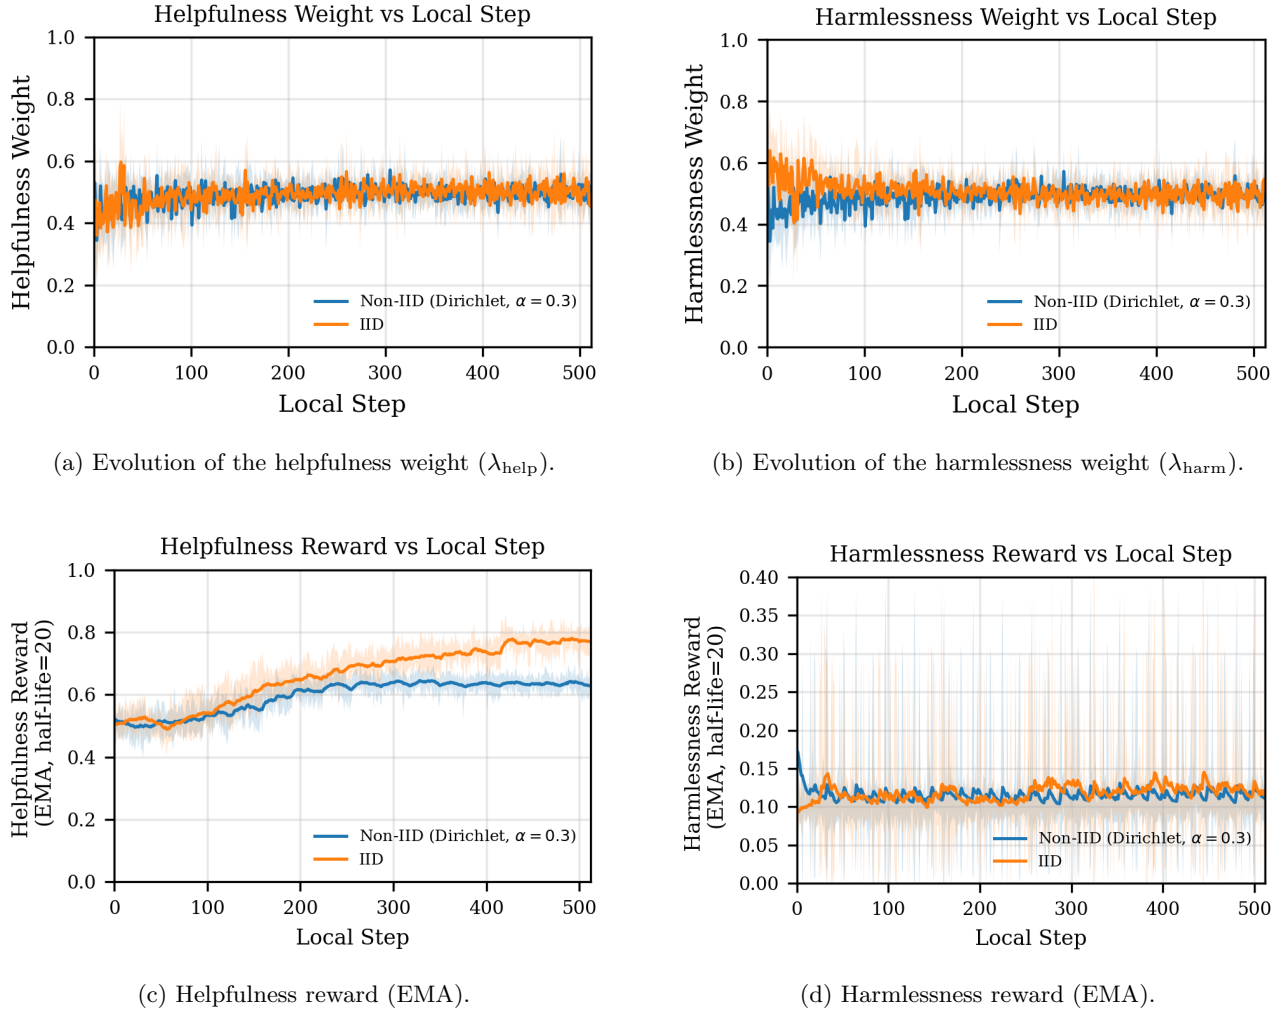 Helpfulness Weight vs Local Step
Helpfulness Weight
1.0
0.8
0.6
0.4
0.2
0.0
Non-IID (Dirichlet, α = 0.3)
IID
0 100 200 300 400 500
Local Step
(a) Evolution of the helpfulness weight (λhelp).
Harmlessness Weight vs Local Step
Harmlessness Weight
1.0
0.8
0.6
0.4
0.2
0.0
Non-IID (Dirichlet, α = 0.3)
IID
0 100 200 300 400 500
Local Step
(b) Evolution of the harmlessness weight (λharm).
Helpfulness Reward vs Local Step
Helpfulness Reward
(EMA, half-life=20)
1.0
0.8
0.6
0.4
0.2
0.0
Non-IID (Dirichlet, α = 0.3)
IID
0 100 200 300 400 500
Local Step
(c) Helpfulness reward (EMA).
Harmlessness Reward vs Local Step
Harmlessness Reward
(EMA, half-life=20)
0.40
0.35
0.30
0.25
0.20
0.15
0.10
0.05
0.00
Non-IID (Dirichlet, α = 0.3)
IID
0 100 200 300 400 500
Local Step
(d) Harmlessness reward (EMA).